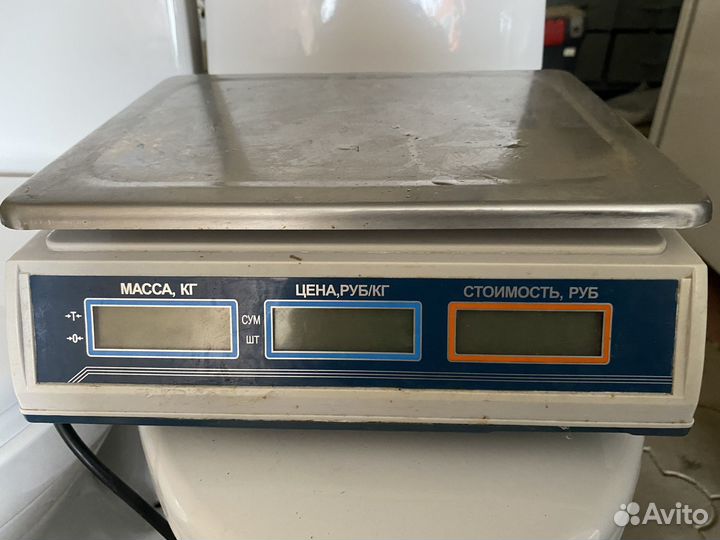 МАССА, КГ
ЦЕНА,РУБ/КГ
СТОИМОСТЬ, РУБ
→T←
СУМ
→0←
ШТ
Avito